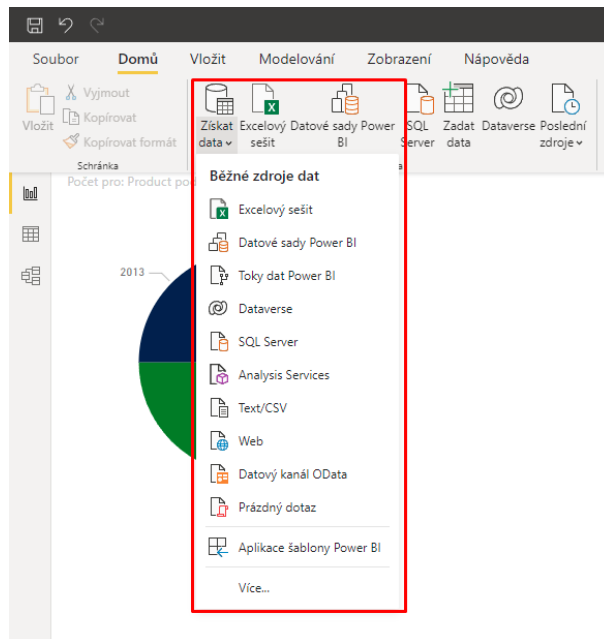 Soubor Domů Vložit Modelování Zobrazení Nápověda
Vložit
Vyjmout
Kopírovat
Kopírovat formát
Schránka
Získat data
Excelový sešit
Datové sady Power BI
SQL Server
Zadat data
Dataverse
Poslední zdroje
Počet pro: Product
Běžné zdroje dat
Excelový sešit
Datové sady Power BI
Toky dat Power BI
2013
Dataverse
SQL Server
Analysis Services
Text/CSV
Web
Datový kanál OData
Prázdný dotaz
Aplikace šablony Power BI
Více...